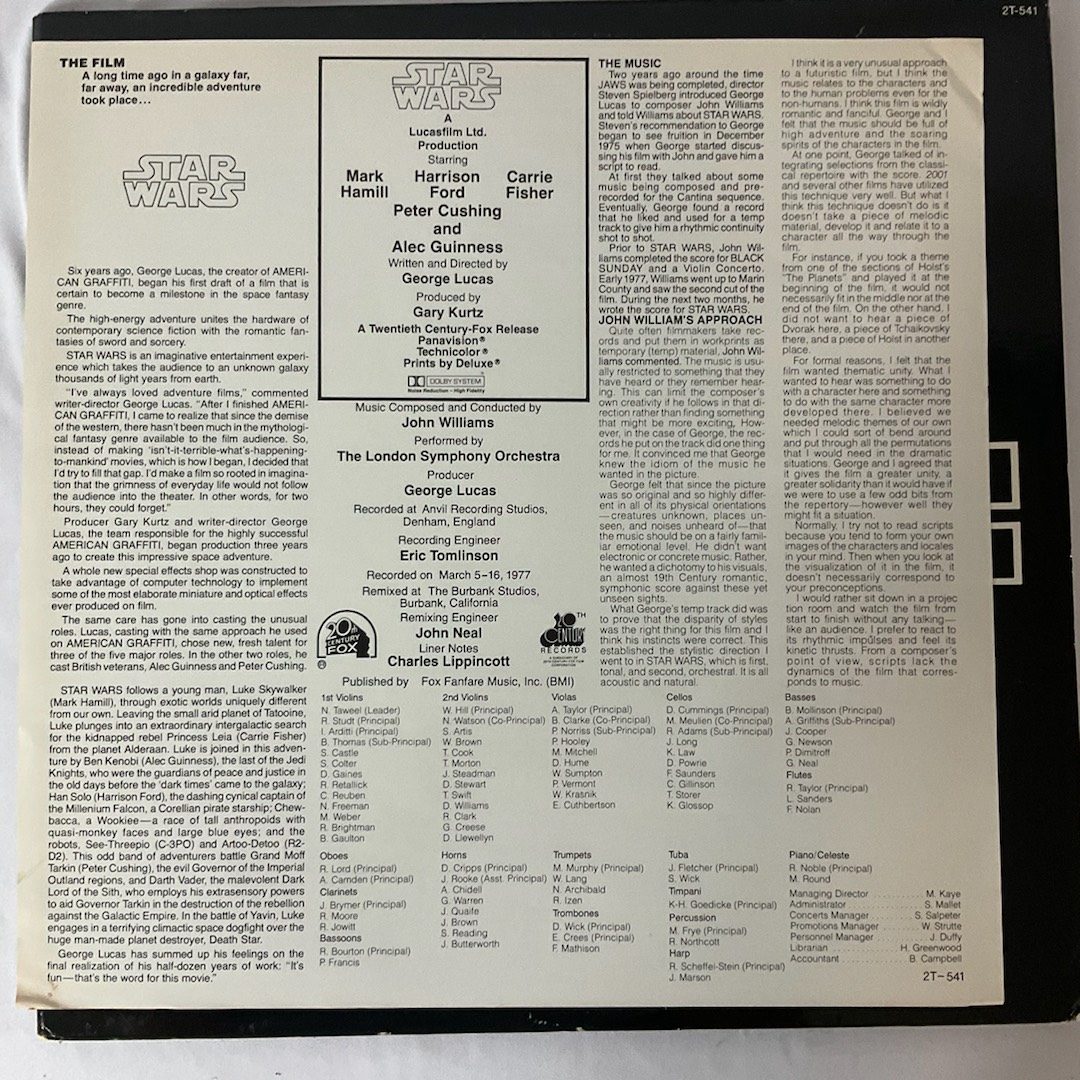 2T-541
THE FILM
A long time ago in a galaxy far,
far away, an incredible adventure
took place...
STAR
WARS
Six years ago, George Lucas, the creator of AMERI-
CAN GRAFFITI, began his first draft of a film that is
certain to become a milestone in the space fantasy
genre.
The high-energy adventure unites the hardware of
contemporary science fiction with the romantic fan-
tasies of sword and sorcery.
STAR WARS is an imaginative entertainment experi-
ence which takes the audience to an unknown galaxy
thousands of light years from earth.
"I've always loved adventure films," commented
writer-director George Lucas. "After I finished AMERI-
CAN GRAFFITI, I came to realize that since the demise
of the western, there hasn't been much in the mythologi-
cal fantasy genre available to the film audience. So,
instead of making 'isn't-it-terrible-what's-happening-
to-mankind' movies, which is how I began, I decided that
I'd try to fill that gap. I'd make a film so rooted in imagina-
tion that the grimness of everyday life would not follow
the audience into the theater. In other words, for two
hours, they could forget."
Producer Gary Kurtz and writer-director George
Lucas, the team responsible for the highly successful
AMERICAN GRAFFITI, began production three years
ago to create this impressive space adventure.
A whole new special effects shop was constructed to
take advantage of computer technology to implement
some of the most elaborate miniature and optical effects
ever produced on film.
The same care has gone into casting the unusual
roles. Lucas, casting with the same approach he used
on AMERICAN GRAFFITI, chose new, fresh talent for
three of the five major roles. In the other two roles, he
cast British veterans, Alec Guinness and Peter Cushing.
STAR WARS follows a young man, Luke Skywalker
(Mark Hamill), through exotic worlds uniquely different
from our own. Leaving the small arid planet of Tatooine,
Luke plunges into an extraordinary intergalactic search
for the kidnapped rebel Princess Leia (Carrie Fisher)
from the planet Alderaan. Luke is joined in this adven-
ture by Ben Kenobi (Alec Guinness), the last of the Jedi
Knights, who were the guardians of peace and justice in
the old days before the 'dark times' came to the galaxy;
Han Solo (Harrison Ford), the dashing cynical captain of
the Millenium Falcon, a Corellian pirate starship; Chew-
bacca, a Wookiee—a race of tall anthropoids with
quasi-monkey faces and large blue eyes; and the
robots, See-Threepio (C-3PO) and Artoo-Detoo (R2-
D2). This odd band of adventurers battle Grand Moff
Tarkin (Peter Cushing), the evil Governor of the Imperial
Outland regions, and Darth Vader, the malevolent Dark
Lord of the Sith, who employs his extrasensory powers
to aid Governor Tarkin in the destruction of the rebellion
against the Galactic Empire. In the battle of Yavin, Luke
engages in a terrifying climactic space dogfight over the
huge man-made planet destroyer, Death Star.
George Lucas has summed up his feelings on the
final realization of his half-dozen years of work: "It's
fun—that's the word for this movie."
STAR
WARS
A
Lucasfilm Ltd.
Production
Starring
Mark Harrison Carrie
Hamill Ford Fisher
Peter Cushing
and
Alec Guinness
Written and Directed by
George Lucas
Produced by
Gary Kurtz
A Twentieth Century-Fox Release
Panavision®
Technicolor®
Prints by Deluxe®
DOLBY SYSTEM®
Noise Reduction - High Fidelity
Music Composed and Conducted by
John Williams
Performed by
The London Symphony Orchestra
Producer
George Lucas
Recorded at Anvil Recording Studios,
Denham, England
Recording Engineer
Eric Tomlinson
Recorded on March 5-16, 1977
Remixed at The Burbank Studios,
Burbank, California
Remixing Engineer
John Neal
Liner Notes
Charles Lippincott
20th CENTURY FOX
20TH CENTURY RECORDS
Published by Fox Fanfare Music, Inc. (BMI)
THE MUSIC
Two years ago around the time
JAWS was being completed, director
Steven Spielberg introduced George
Lucas to composer John Williams
and told Williams about STAR WARS.
Steven's recommendation to George
began to see fruition in December
1975 when George started discus-
sing his film with John and gave him a
script to read.
At first they talked about some
music being composed and pre-
recorded for the Cantina sequence.
Eventually, George found a record
that he liked and used for a temp
track to give him a rhythmic continuity
shot to shot.
Prior to STAR WARS, John Wil-
liams completed the score for BLACK
SUNDAY and a Violin Concerto.
Early 1977, Williams went up to Marin
County and saw the second cut of the
film. During the next two months, he
wrote the score for STAR WARS.
JOHN WILLIAM'S APPROACH
Quite often filmmakers take rec-
ords and put them in workprints as
temporary (temp) material, John Wil-
liams commented. The music is usu-
ally restricted to something that they
have heard or they remember hear-
ing. This can limit the composer's
own creativity if he follows in that di-
rection rather than finding something
that might be more exciting, How-
ever, in the case of George, the rec-
ords he put on the track did one thing
for me. It convinced me that George
knew the idiom of the music he
wanted in the picture.
George felt that since the picture
was so original and so highly differ-
ent in all of its physical orientations
—creatures unknown, places un-
seen, and noises unheard of—that
the music should be on a fairly famil-
iar emotional level. He didn't want
electronic or concrete music. Rather,
he wanted a dichotomy to his visuals,
an almost 19th Century romantic,
symphonic score against these yet
unseen sights.
What George's temp track did was
to prove that the disparity of styles
was the right thing for this film and I
think his instincts were correct. This
established the stylistic direction I
went to in STAR WARS, which is first,
tonal, and second, orchestral. It is all
acoustic and natural.
I think it is a very unusual approach
to a futuristic film, but I think the
music relates to the characters and
to the human problems even for the
non-humans. I think this film is wildly
romantic and fanciful. George and I
felt that the music should be full of
high adventure and the soaring
spirits of the characters in the film.
At one point, George talked of in-
tegrating selections from the classi-
cal repertoire with the score. 2001
and several other films have utilized
this technique very well. But what I
think this technique doesn't do is it
doesn't take a piece of melodic
material, develop it and relate it to a
character all the way through the
film.
For instance, if you took a theme
from one of the sections of Holst's
"The Planets" and played it at the
beginning of the film, it would not
necessarily fit in the middle nor at the
end of the film. On the other hand, I
did not want to hear a piece of
Dvorak here, a piece of Tchaikovsky
there, and a piece of Holst in another
place.
For formal reasons, I felt that the
film wanted thematic unity. What I
wanted to hear was something to do
with a character here and something
to do with the same character more
developed there. I believed we
needed melodic themes of our own
which I could sort of bend around
and put through all the permutations
that I would need in the dramatic
situations. George and I agreed that
it gives the film a greater unity, a
greater solidarity than it would have if
we were to use a few odd bits from
the repertory—however well they
might fit a situation.
Normally, I try not to read scripts
because you tend to form your own
images of the characters and locales
in your mind. Then when you look at
the visualization of it in the film, it
doesn't necessarily correspond to
your preconceptions.
I would rather sit down in a projec
tion room and watch the film from
start to finish without any talking—
like an audience. I prefer to react to
its rhythmic impulses and feel its
kinetic thrusts. From a composer's
point of view, scripts lack the
dynamics of the film that corres-
ponds to music.
1st Violins
N. Taweel (Leader)
R. Studt (Principal)
I. Arditti (Principal)
B. Thomas (Sub-Principal)
S. Castle
S. Colter
D. Gaines
R. Retallick
C. Reuben
N. Freeman
M. Weber
R. Brightman
B. Gaulton
2nd Violins
W. Hill (Principal)
N. Watson (Co-Principal)
S. Artis
W. Brown
T. Cook
T. Morton
J. Steadman
D. Stewart
T. Swift
D. Williams
R. Clark
G. Creese
D. Llewellyn
Violas
A. Taylor (Principal)
B. Clarke (Co-Principal)
P. Norriss (Sub-Principal)
P. Hooley
M. Mitchell
D. Hume
W. Sumpton
P. Vermont
W. Krasnik
E. Cuthbertson
Cellos
D. Cummings (Principal)
M. Meulien (Co-Principal)
R. Adams (Sub-Principal)
J. Long
K. Law
D. Powrie
F. Saunders
C. Gillinson
T. Storer
K. Glossop
Basses
B. Mollinson (Principal)
A. Griffiths (Sub-Principal)
J. Cooper
G. Newson
P. Dimitroff
G. Neal
Flutes
R. Taylor (Principal)
L. Sanders
F. Nolan
Oboes
R. Lord (Principal)
A. Camden (Principal)
Clarinets
J. Brymer (Principal)
R. Moore
R. Jowitt
Bassoons
R. Bourton (Principal)
P. Francis
Horns
D. Cripps (Principal)
J. Rooke (Asst. Principal)
A. Chidell
G. Warren
J. Quaife
J. Brown
S. Reading
J. Butterworth
Trumpets
M. Murphy (Principal)
W. Lang
N. Archibald
R. Izen
Trombones
D. Wick (Principal)
E. Crees (Principal)
F. Mathison
Tuba
J. Fletcher (Principal)
S. Wick
Timpani
K-H. Goedicke (Principal)
Percussion
M. Frye (Principal)
R. Northcott
Harp
R. Scheffel-Stein (Principal)
J. Marson
Piano/Celeste
R. Noble (Principal)
M. Round
Managing Director M. Kaye
Administrator S. Mallet
Concerts Manager S. Salpeter
Promotions Manager W. Strutte
Personnel Manager J. Duffy
Librarian H. Greenwood
Accountant B. Campbell
2T-541